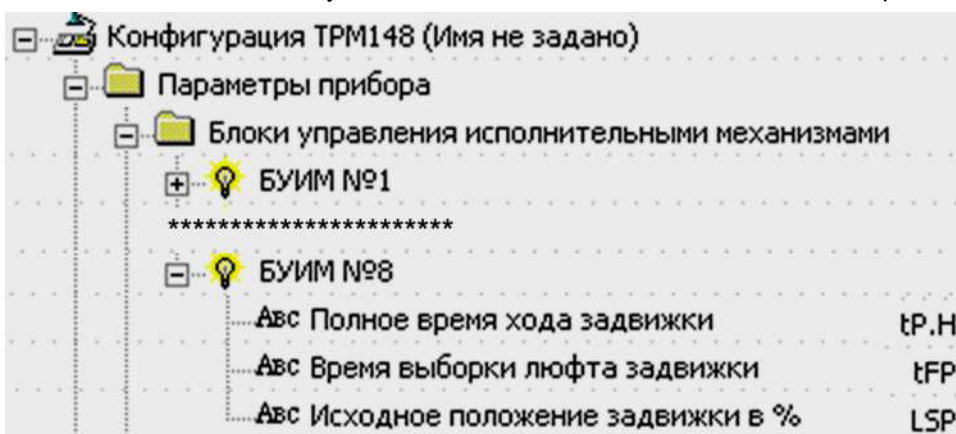 Конфигурация ТРМ148 (Имя не задано)
Параметры прибора
Блоки управления исполнительными механизмами
БУИМ №1
***********************
БУИМ №8
Авс Полное время хода задвижки tP.H
Авс Время выборки люфта задвижки tFP
Авс Исходное положение задвижки в % LSP